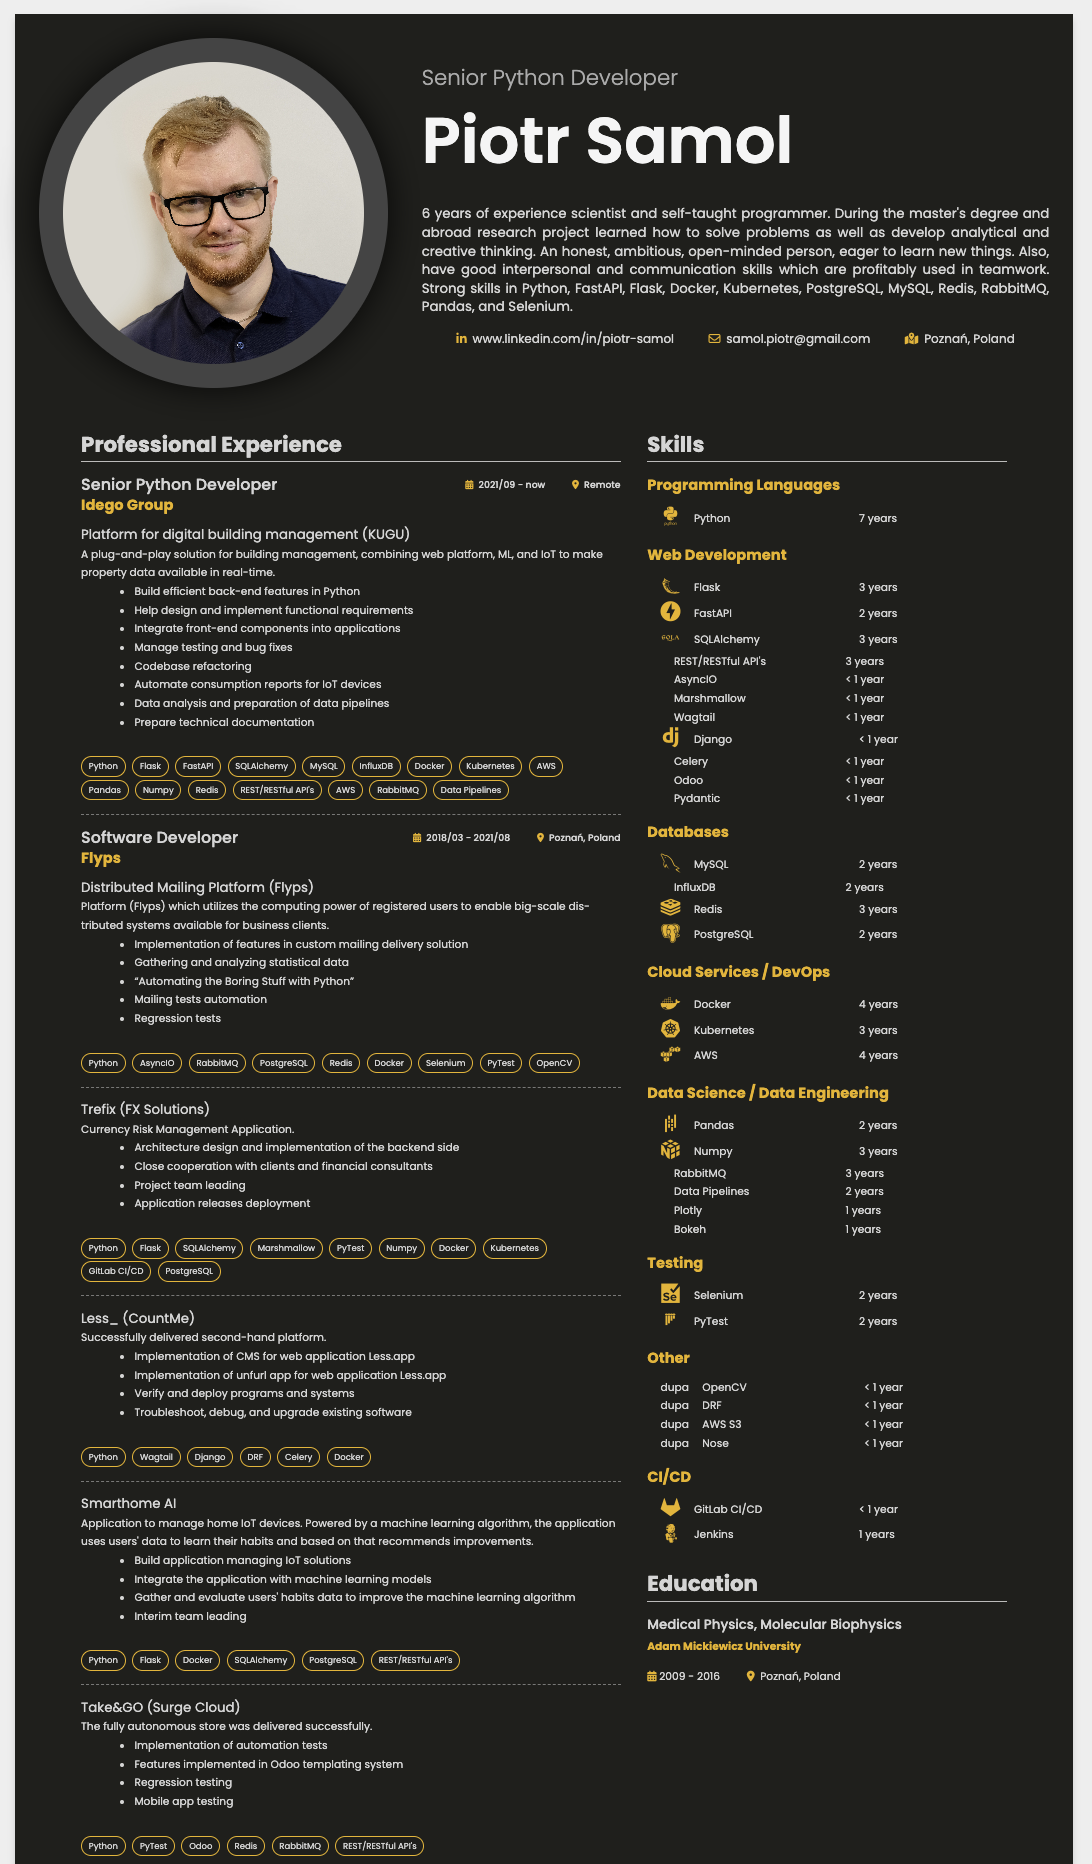 Senior Python Developer
Piotr Samol
6 years of experience scientist and self-taught programmer. During the master's degree and
abroad research project learned how to solve problems as well as develop analytical and
creative thinking. An honest, ambitious, open-minded person, eager to learn new things. Also,
have good interpersonal and communication skills which are profitably used in teamwork.
Strong skills in Python, FastAPI, Flask, Docker, Kubernetes, PostgreSQL, MySQL, Redis, RabbitMQ,
Pandas, and Selenium.
www.linkedin.com/in/piotr-samol samol.piotr@gmail.com Poznań, Poland
Professional Experience
Senior Python Developer 2021/09 - now Remote
Idego Group
Platform for digital building management (KUGU)
A plug-and-play solution for building management, combining web platform, ML, and IoT to make
property data available in real-time.
• Build efficient back-end features in Python
• Help design and implement functional requirements
• Integrate front-end components into applications
• Manage testing and bug fixes
• Codebase refactoring
• Automate consumption reports for IoT devices
• Data analysis and preparation of data pipelines
• Prepare technical documentation
Python Flask FastAPI SQLAlchemy MySQL InfluxDB Docker Kubernetes AWS
Pandas Numpy Redis REST/RESTful API's AWS RabbitMQ Data Pipelines
Software Developer 2018/03 - 2021/08 Poznań, Poland
Flyps
Distributed Mailing Platform (Flyps)
Platform (Flyps) which utilizes the computing power of registered users to enable big-scale dis-
tributed systems available for business clients.
• Implementation of features in custom mailing delivery solution
• Gathering and analyzing statistical data
• “Automating the Boring Stuff with Python”
• Mailing tests automation
• Regression tests
Python AsyncIO RabbitMQ PostgreSQL Redis Docker Selenium PyTest OpenCV
Trefix (FX Solutions)
Currency Risk Management Application.
• Architecture design and implementation of the backend side
• Close cooperation with clients and financial consultants
• Project team leading
• Application releases deployment
Python Flask SQLAlchemy Marshmallow PyTest Numpy Docker Kubernetes
GitLab CI/CD PostgreSQL
Less_ (CountMe)
Successfully delivered second-hand platform.
• Implementation of CMS for web application Less.app
• Implementation of unfurl app for web application Less.app
• Verify and deploy programs and systems
• Troubleshoot, debug, and upgrade existing software
Python Wagtail Django DRF Celery Docker
Smarthome AI
Application to manage home IoT devices. Powered by a machine learning algorithm, the application
uses users' data to learn their habits and based on that recommends improvements.
• Build application managing IoT solutions
• Integrate the application with machine learning models
• Gather and evaluate users' habits data to improve the machine learning algorithm
• Interim team leading
Python Flask Docker SQLAlchemy PostgreSQL REST/RESTful API's
Take&GO (Surge Cloud)
The fully autonomous store was delivered successfully.
• Implementation of automation tests
• Features implemented in Odoo templating system
• Regression testing
• Mobile app testing
Python PyTest Odoo Redis RabbitMQ REST/RESTful API's
Skills
Programming Languages
python Python 7 years
Web Development
Flask 3 years
FastAPI 2 years
SQLA SQLAlchemy 3 years
REST/RESTful API's 3 years
AsyncIO < 1 year
Marshmallow < 1 year
Wagtail < 1 year
dj Django < 1 year
Celery < 1 year
Odoo < 1 year
Pydantic < 1 year
Databases
MySQL 2 years
InfluxDB 2 years
Redis 3 years
PostgreSQL 2 years
Cloud Services / DevOps
Docker 4 years
Kubernetes 3 years
AWS 4 years
Data Science / Data Engineering
Pandas 2 years
Numpy 3 years
RabbitMQ 3 years
Data Pipelines 2 years
Plotly 1 years
Bokeh 1 years
Testing
Se Selenium 2 years
PyTest 2 years
Other
dupa OpenCV < 1 year
dupa DRF < 1 year
dupa AWS S3 < 1 year
dupa Nose < 1 year
CI/CD
GitLab CI/CD < 1 year
Jenkins 1 years
Education
Medical Physics, Molecular Biophysics
Adam Mickiewicz University
2009 - 2016 Poznań, Poland